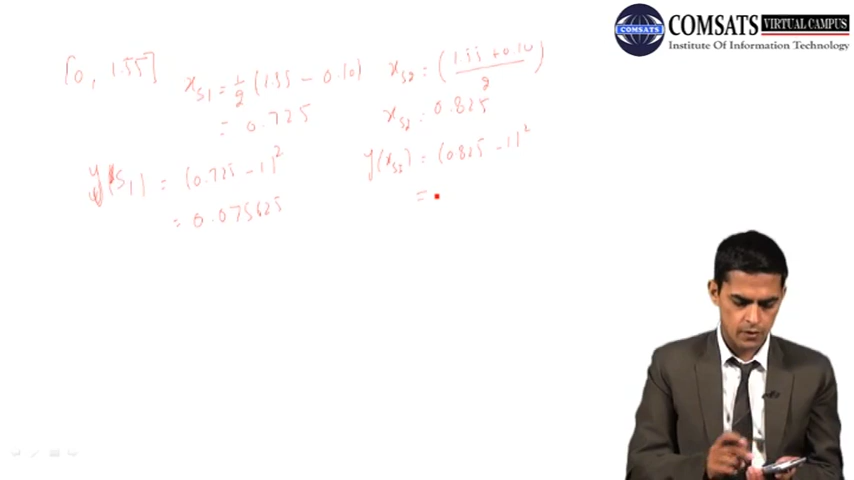 COMSATS VIRTUAL CAMPUS
Institute Of Information Technology
[0, 1.55]
x_S1 = 1/2 (1.55 - 0.10)
= 0.725
x_S2 = (1.55 + 0.10 / 2)
x_S2 = 0.825
y(S_1) = (0.725 - 1)^2
= 0.075625
y(x_S2) = (0.825 - 1)^2
=